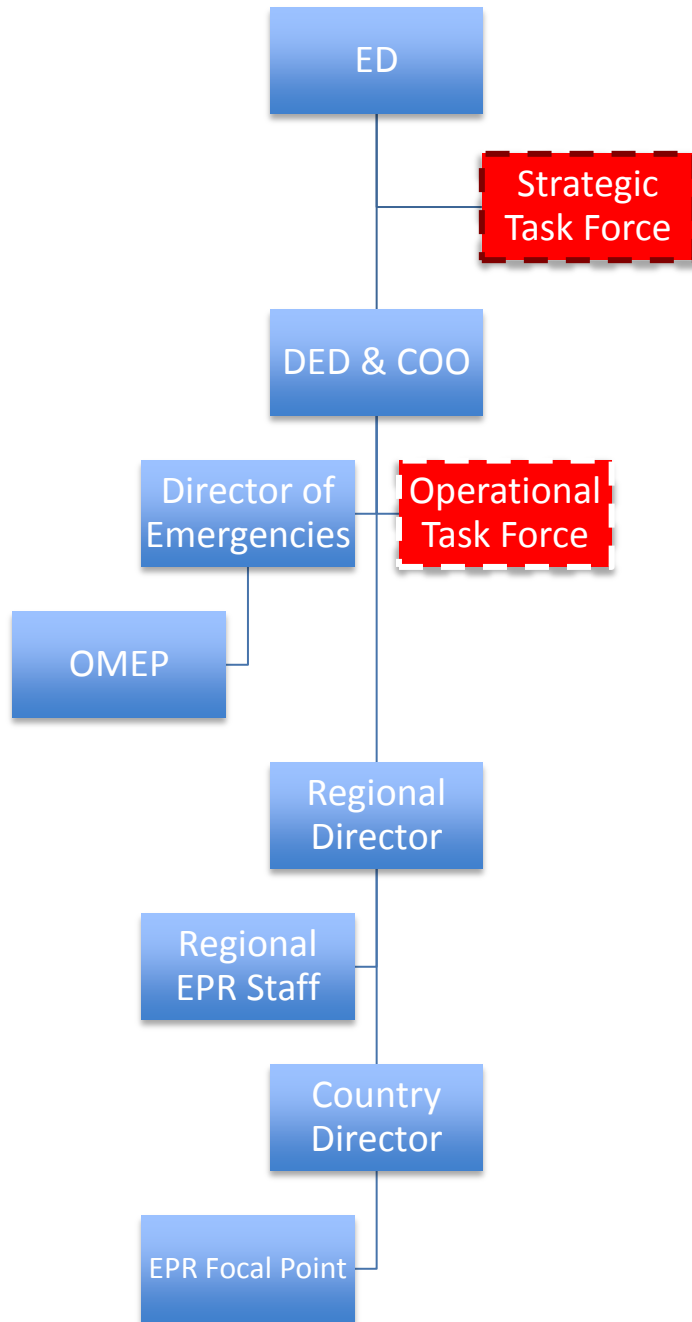 ED
Strategic
Task Force
DED & COO
Director of
Emergencies
Operational
Task Force
OMEP
Regional
Director
Regional
EPR Staff
Country
Director
EPR Focal Point